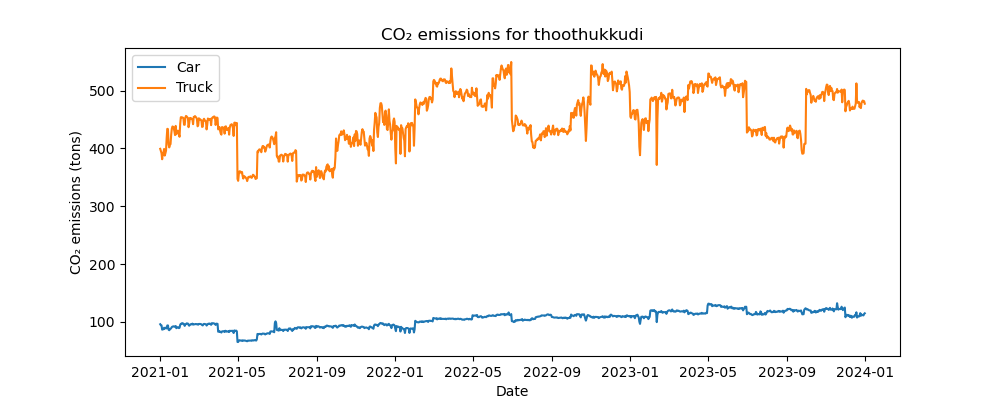 CO₂ emissions for thoothukkudi
Car
Truck
CO₂ emissions (tons)
500
400
300
200
100
2021-01 2021-05 2021-09 2022-01 2022-05 2022-09 2023-01 2023-05 2023-09 2024-01
Date